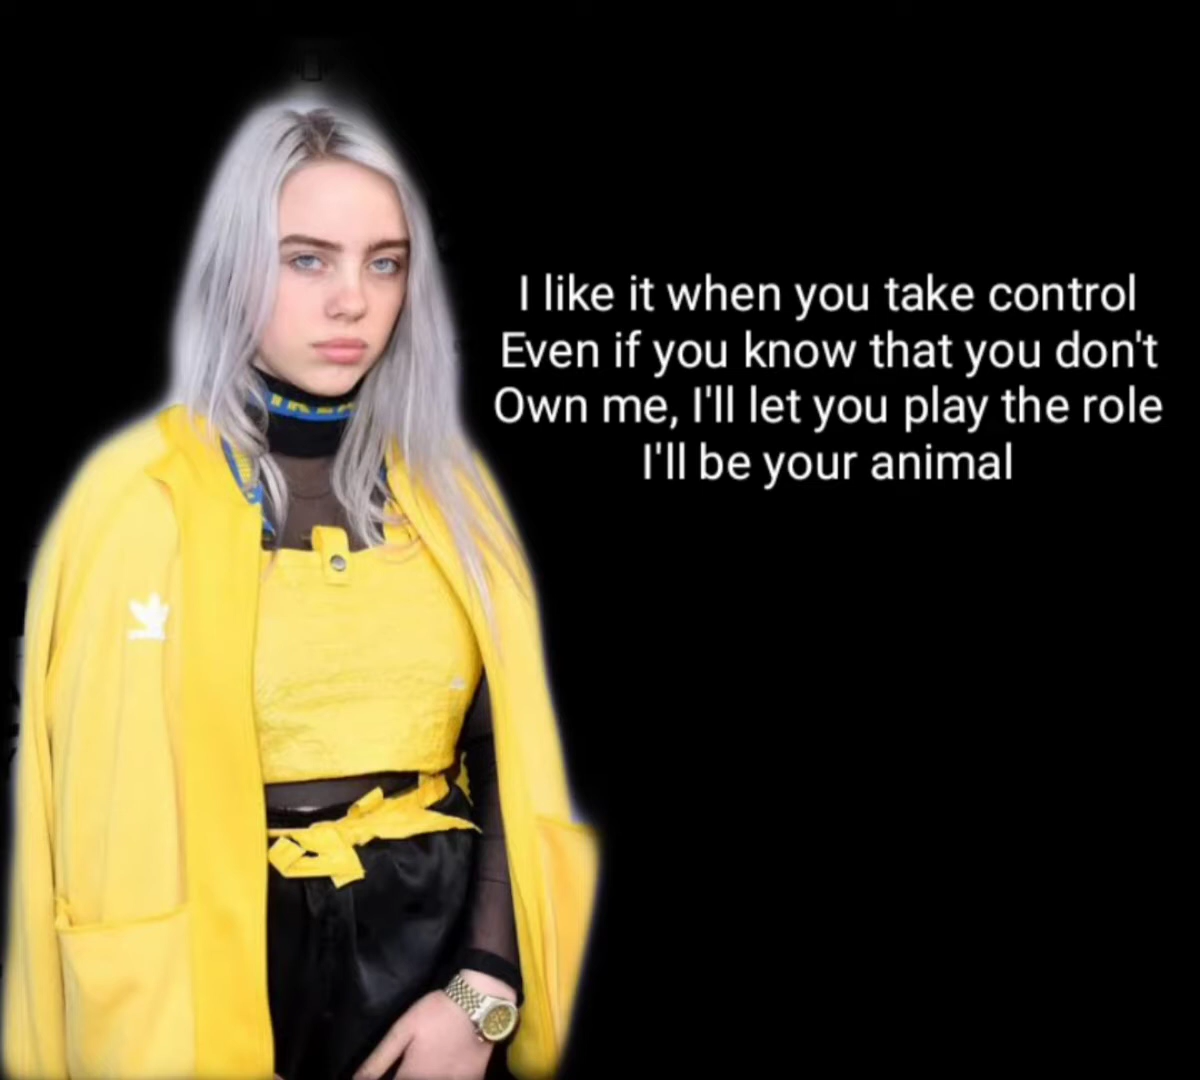 I like it when you take control
Even if you know that you don't
Own me, I'll let you play the role
I'll be your animal